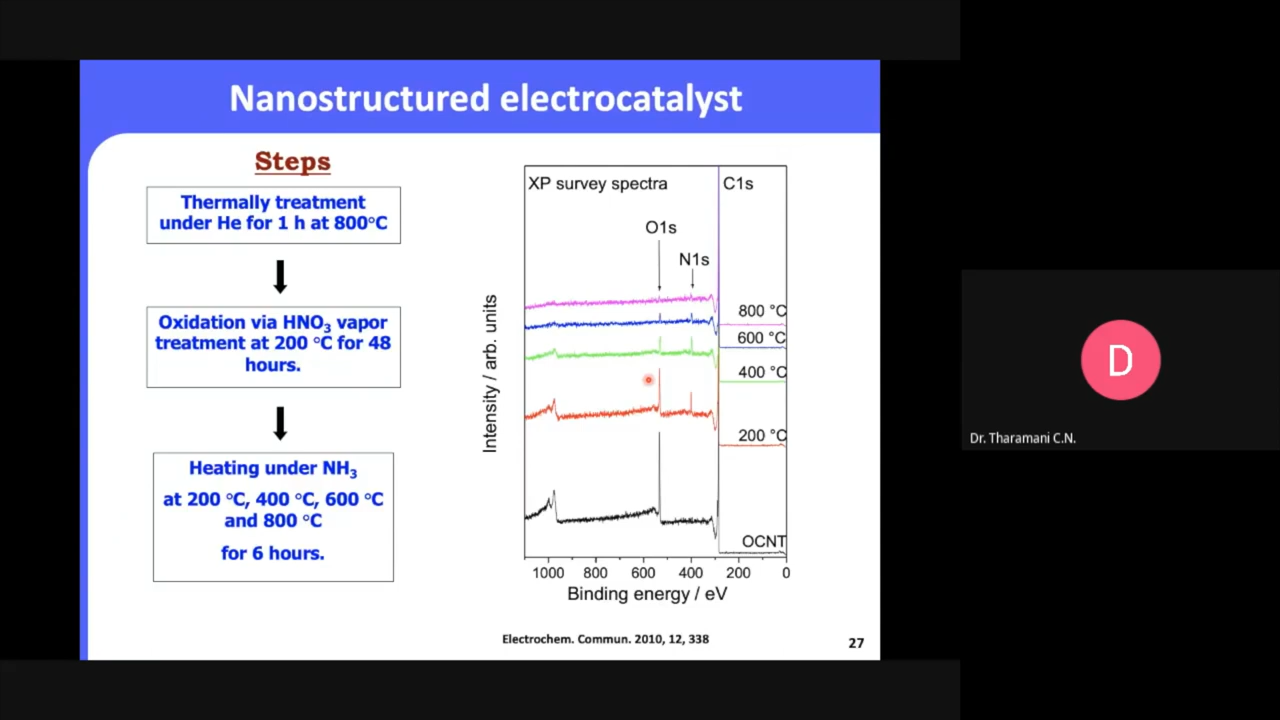 Nanostructured electrocatalyst
Steps
Thermally treatment
under He for 1 h at 800°C
Oxidation via HNO₃ vapor
treatment at 200 °C for 48
hours.
Heating under NH₃
at 200 °C, 400 °C, 600 °C
and 800 °C
for 6 hours.
XP survey spectra
C1s
O1s
N1s
800 °C
600 °C
400 °C
200 °C
OCNT
Intensity / arb. units
1000 800 600 400 200 0
Binding energy / eV
Electrochem. Commun. 2010, 12, 338
27
D
Dr. Tharamani C.N.